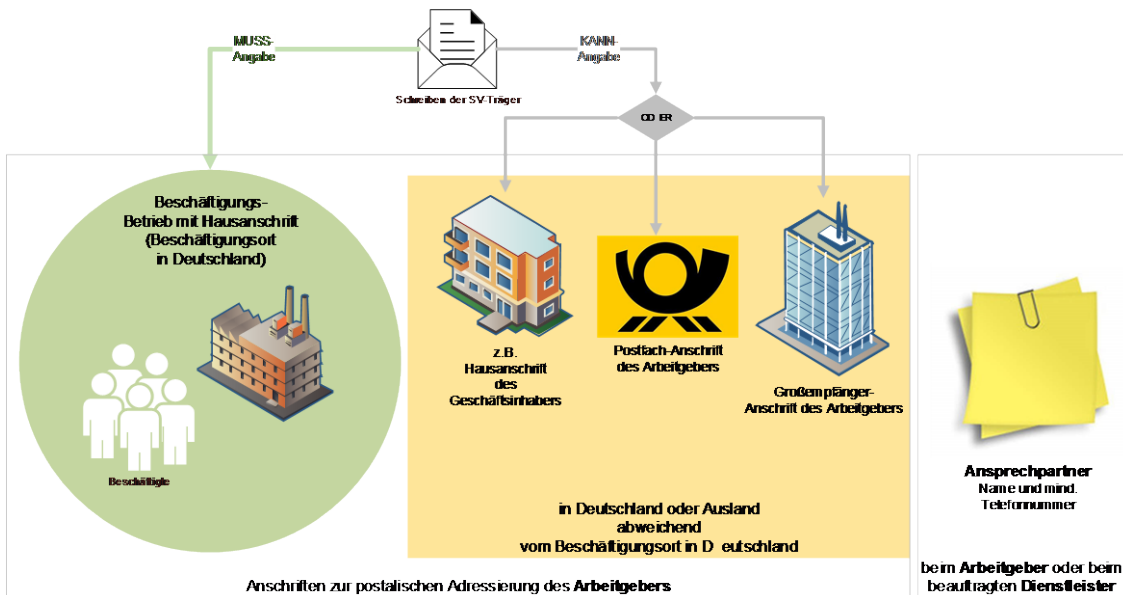 MUSS-
Angabe
KANN-
Angabe
Schreiben der SV-Träger
ODER
Beschäftigungs-
Betrieb mit Hausanschrift
(Beschäftigungsort
in Deutschland)
Beschäftigte
z.B.
Hausanschrift
des
Geschäftsinhabers
Postfach-Anschrift
des Arbeitgebers
Großempfänger-
Anschrift des Arbeitgebers
in Deutschland oder Ausland
abweichend
vom Beschäftigungsort in D eutschland
Anschriften zur postalischen Adressierung des Arbeitgebers
Ansprechpartner
Name und mind.
Telefonnummer
beim Arbeitgeber oder beim
beauftragten Dienstleister